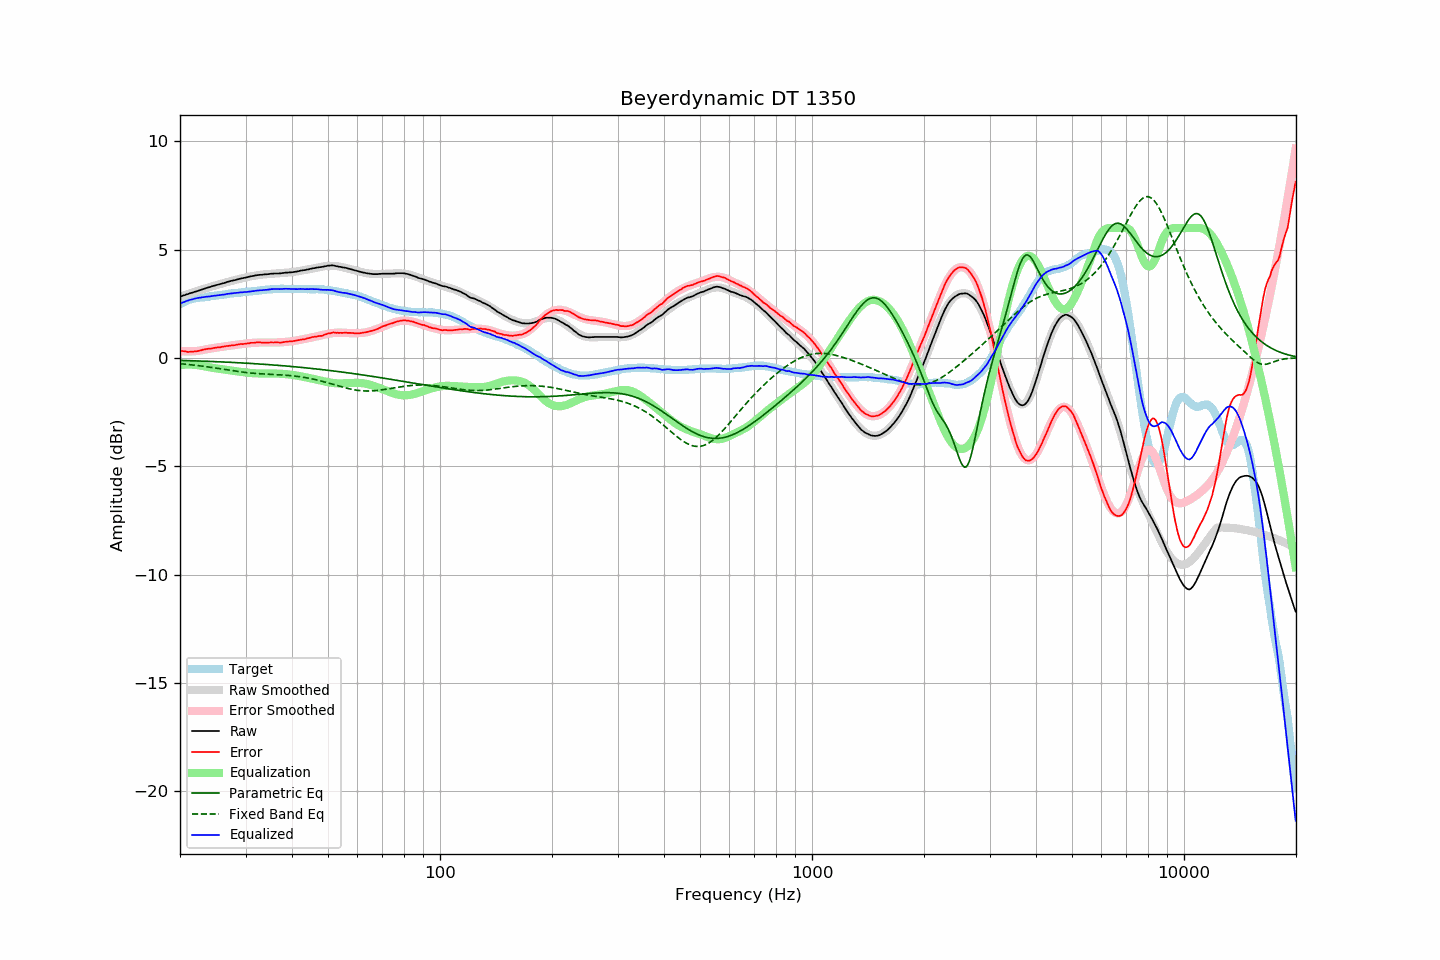 Beyerdynamic DT 1350
10
5
0
−5
−10
−15
−20
Amplitude (dBr)
Target
Raw Smoothed
Error Smoothed
Raw
Error
Equalization
Parametric Eq
Fixed Band Eq
Equalized
100
1000
10000
Frequency (Hz)